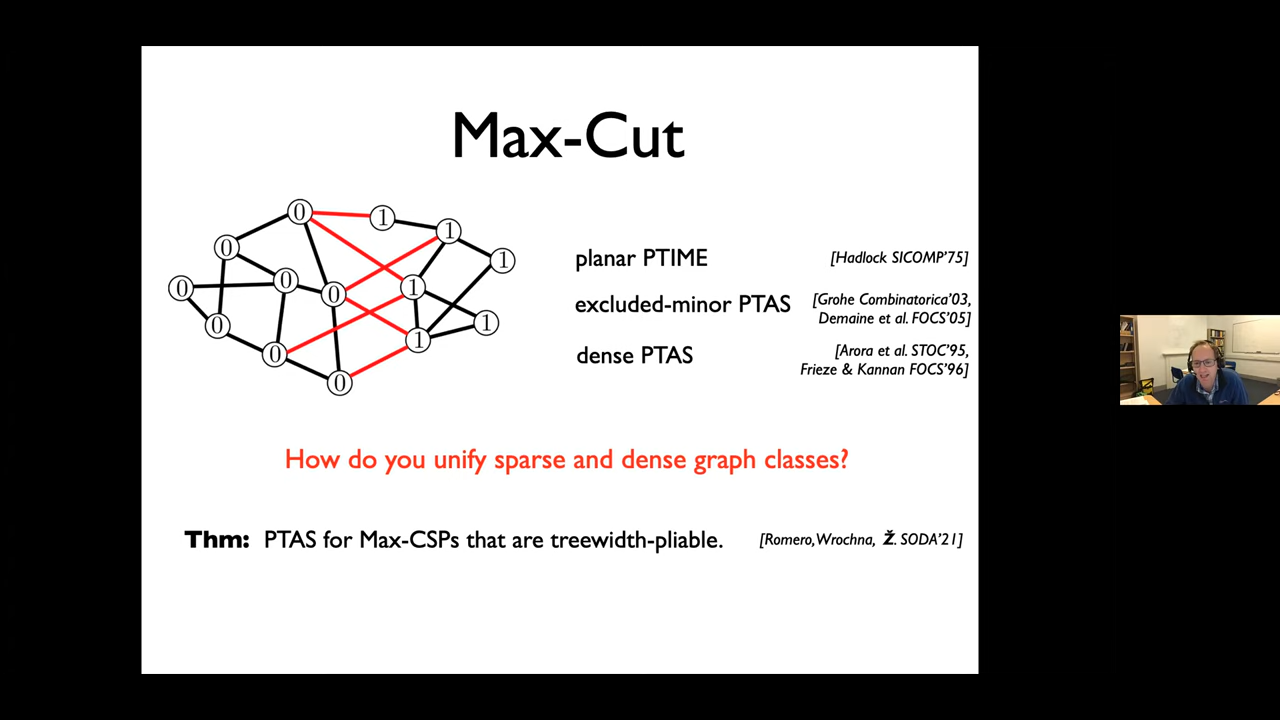 Max-Cut
0
1
0
1
1
0
0
0
1
0
1
1
0
0
planar PTIME [Hadlock SICOMP'75]
excluded-minor PTAS [Grohe Combinatorica'03,
Demaine et al. FOCS'05]
dense PTAS [Arora et al. STOC'95,
Frieze & Kannan FOCS'96]
How do you unify sparse and dense graph classes?
Thm: PTAS for Max-CSPs that are treewidth-pliable. [Romero, Wrochna, Ž. SODA'21]